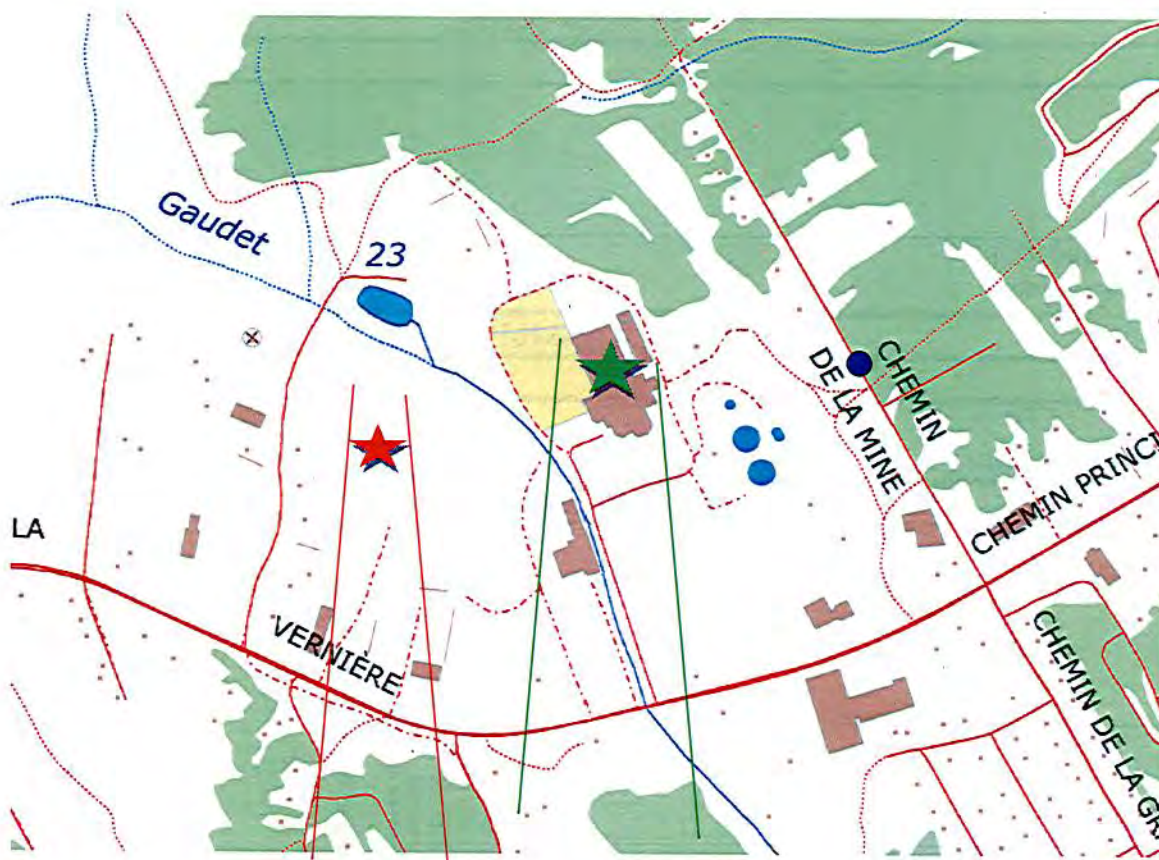 Gaudet
23
CHEMIN
DE LA MINE
CHEMIN PRINC
LA
VERNIÈRE
CHEMIN DE LA GR